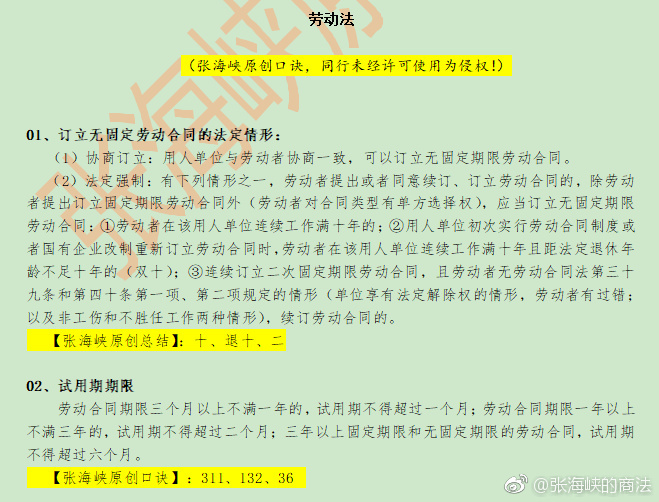 劳动法
（张海峡原创口诀，同行未经许可使用为侵权！）
01、订立无固定劳动合同的法定情形：
（1）协商订立：用人单位与劳动者协商一致，可以订立无固定期限劳动合同。
（2）法定强制：有下列情形之一，劳动者提出或者同意续订、订立劳动合同的，除劳动
者提出订立固定期限劳动合同外（劳动者对合同类型有单方选择权），应当订立无固定期限
劳动合同：①劳动者在该用人单位连续工作满十年的；②用人单位初次实行劳动合同制度或
者国有企业改制重新订立劳动合同时，劳动者在该用人单位连续工作满十年且距法定退休年
龄不足十年的（双十）；③连续订立二次固定期限劳动合同，且劳动者无劳动合同法第三十
九条和第四十条第一项、第二项规定的情形（单位享有法定解除权的情形，劳动者有过错；
以及非工伤和不胜任工作两种情形），续订劳动合同的。
【张海峡原创总结】：十、退十、二
02、试用期期限
劳动合同期限三个月以上不满一年的，试用期不得超过一个月；劳动合同期限一年以上
不满三年的，试用期不得超过二个月；三年以上固定期限和无固定期限的劳动合同，试用期
不得超过六个月。
【张海峡原创口诀】：311、132、36
张海峡原
@张海峡的商法